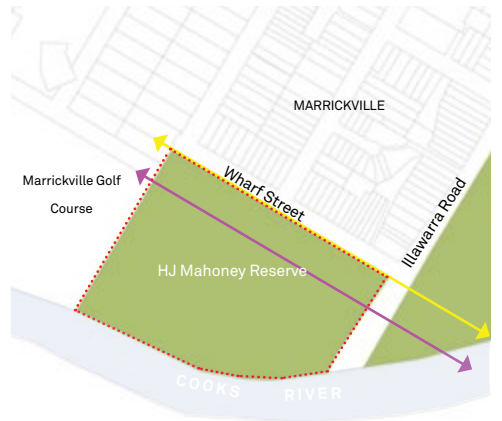 MARRICKVILLE
Wharf Street
Marrickville Golf
Course
Illawarra Road
HJ Mahoney Reserve
COOKS RIVER